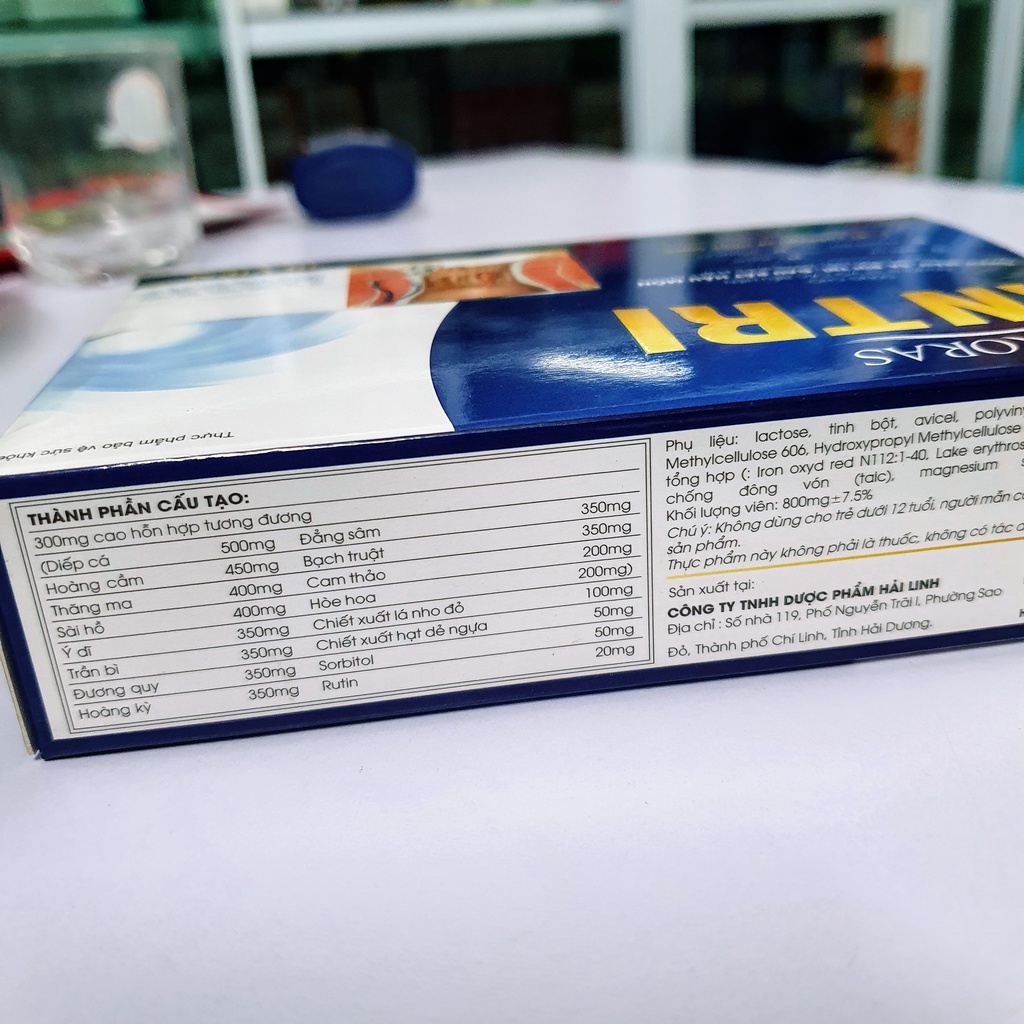 Thực phẩm bảo vệ sức khỏe
NTRI
LORAS
THÀNH PHẦN CẤU TẠO:
300mg cao hỗn hợp tương đương
(Diếp cá 500mg Đẳng sâm 350mg
Hoàng cầm 450mg Bạch truật 350mg
Thăng ma 400mg Cam thảo 200mg
Sài hồ 400mg Hòe hoa 200mg)
Ý dĩ 350mg Chiết xuất lá nho đỏ 100mg
Trần bì 350mg Chiết xuất hạt dẻ ngựa 50mg
Đương quy 350mg Sorbitol 50mg
Hoàng kỳ 350mg Rutin 20mg
Phụ liệu: lactose, tinh bột, avicel, polyviny
Methylcellulose 606, Hydroxypropyl Methylcellulose
tổng hợp (: Iron oxyd red N112:1-40, Lake erythros
chống đông vón (talc), magnesium
Khối lượng viên: 800mg±7.5%
Chú ý: Không dùng cho trẻ dưới 12 tuổi, người mẫn cả
sản phẩm.
Thực phẩm này không phải là thuốc, không có tác d
Sản xuất tại:
CÔNG TY TNHH DƯỢC PHẨM HẢI LINH
Địa chỉ : Số nhà 119, Phố Nguyễn Trãi I, Phường Sao
Đỏ, Thành phố Chí Linh, Tỉnh Hải Dương.